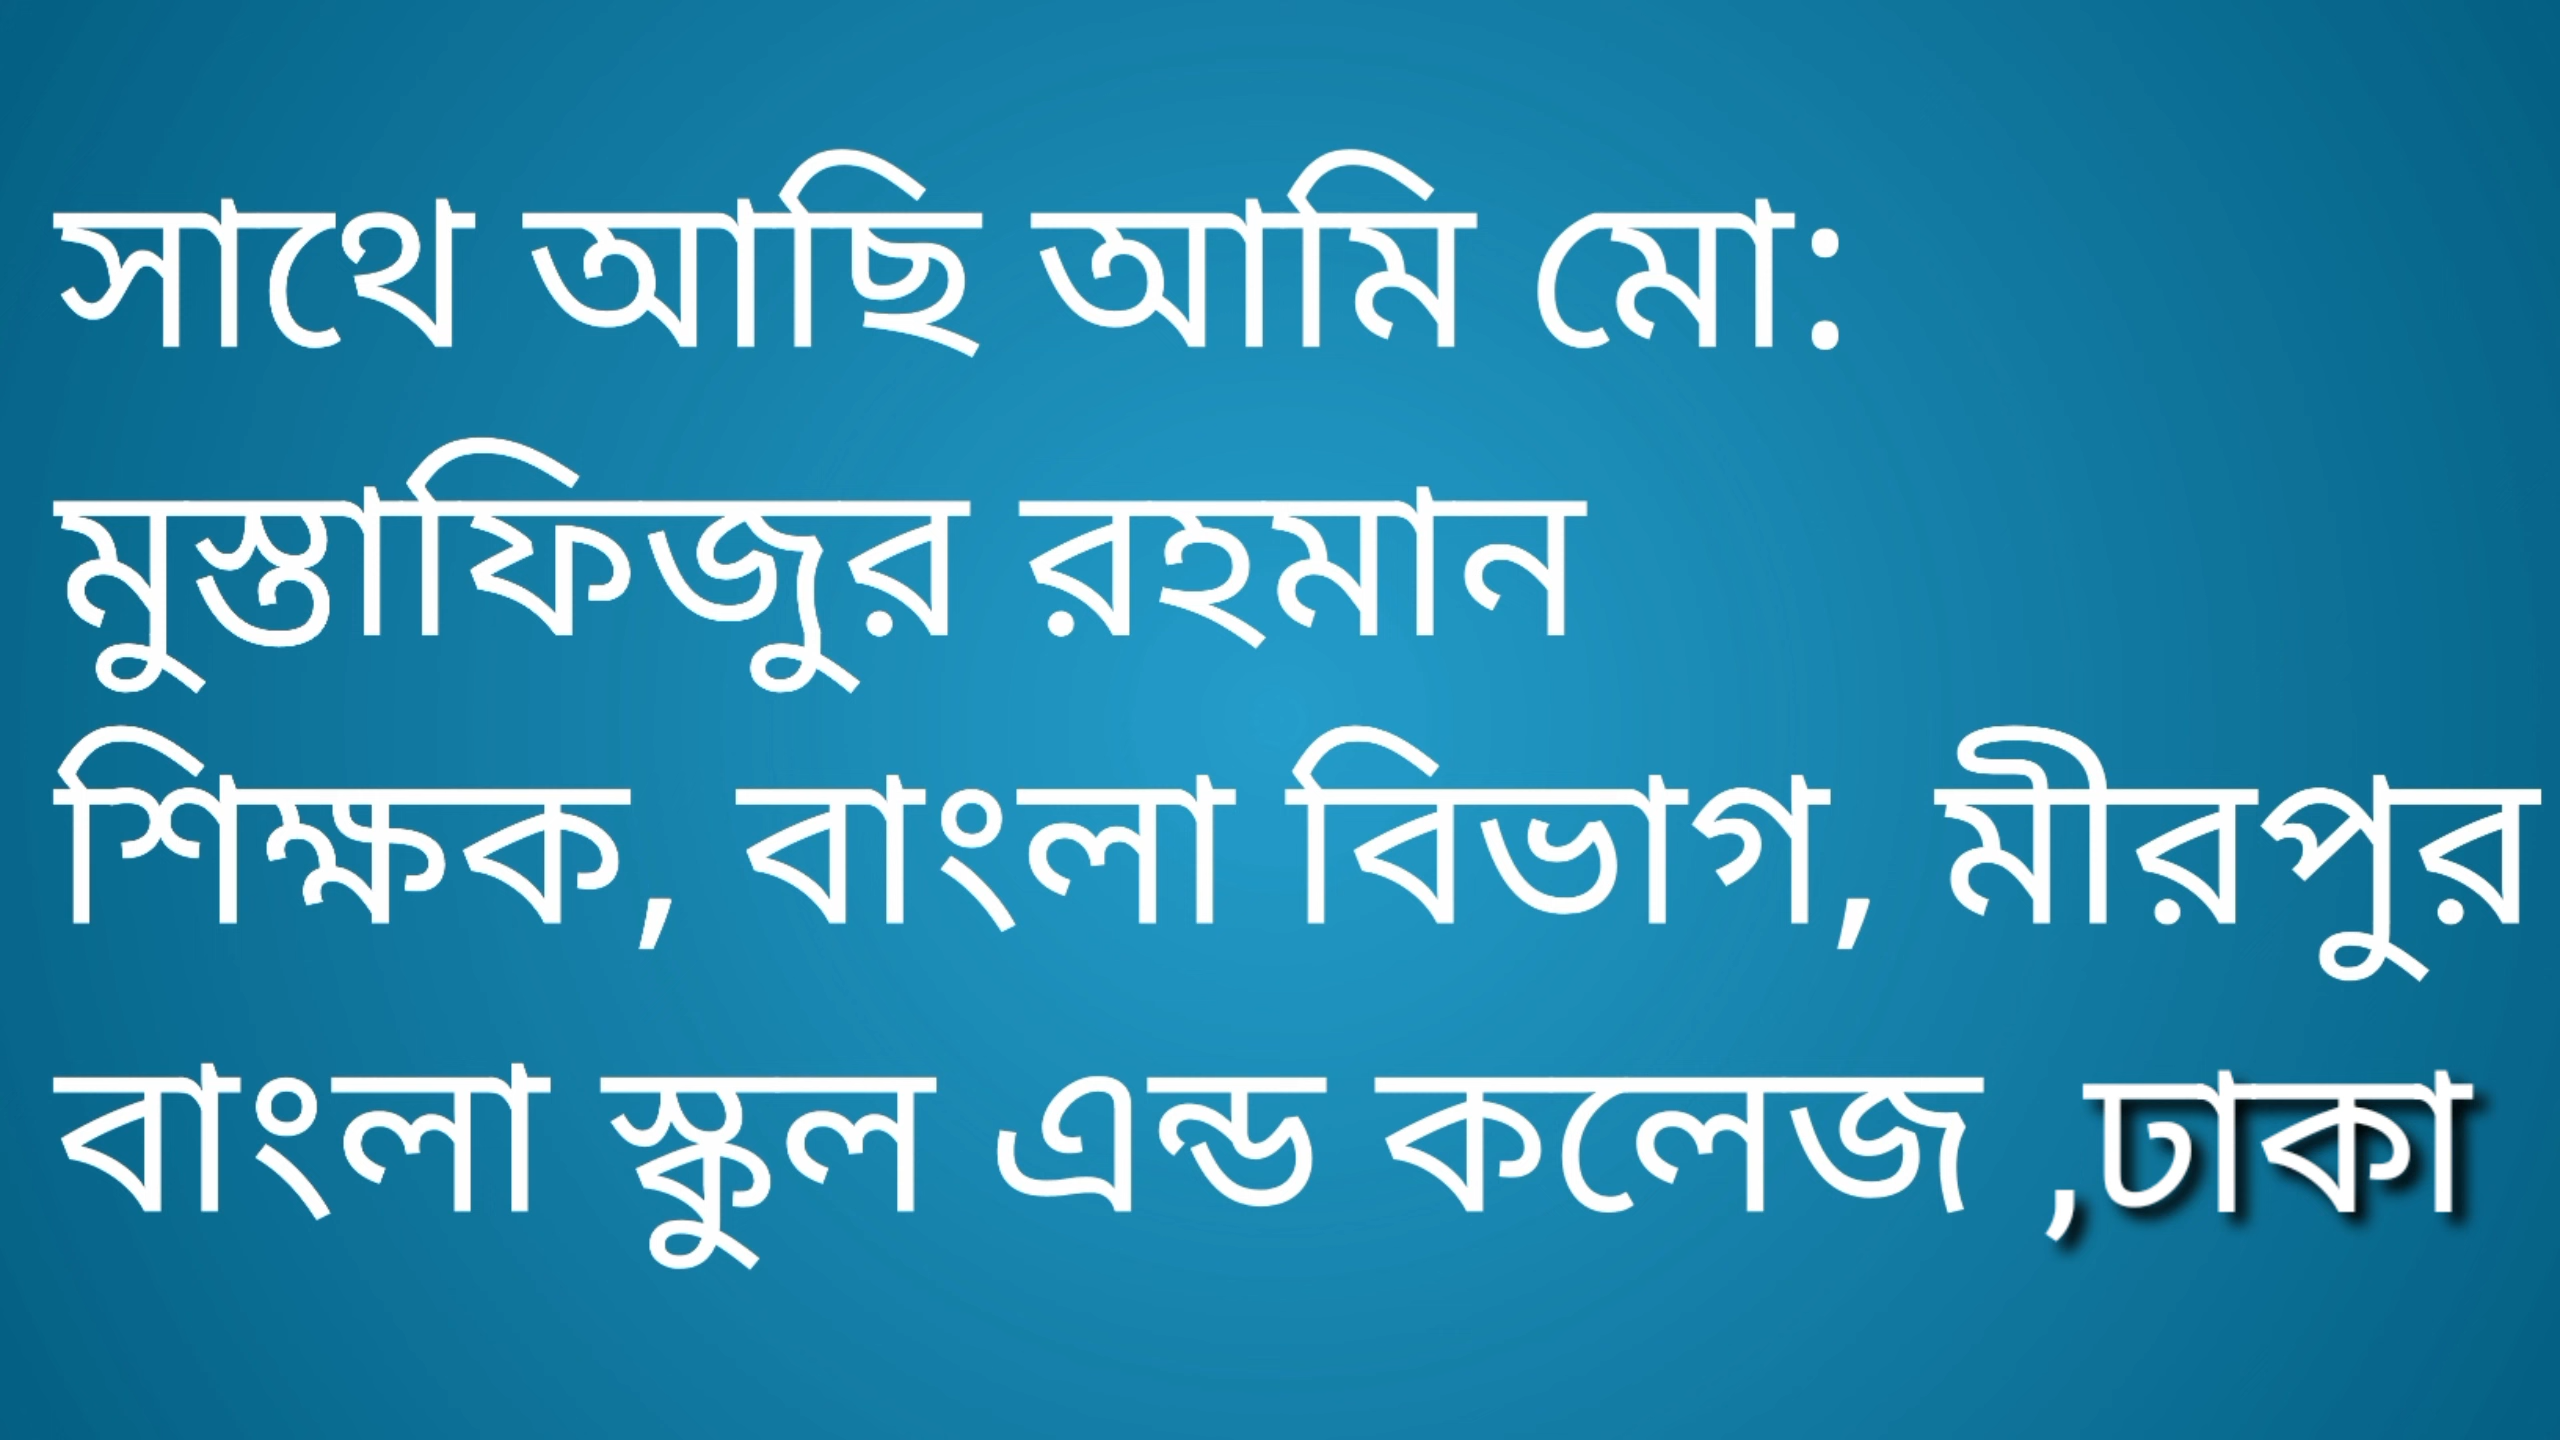 সাথে আছি আমি মো:
মুস্তাফিজুর রহমান
শিক্ষক, বাংলা বিভাগ, মীরপুর
বাংলা স্কুল এন্ড কলেজ ,ঢাকা